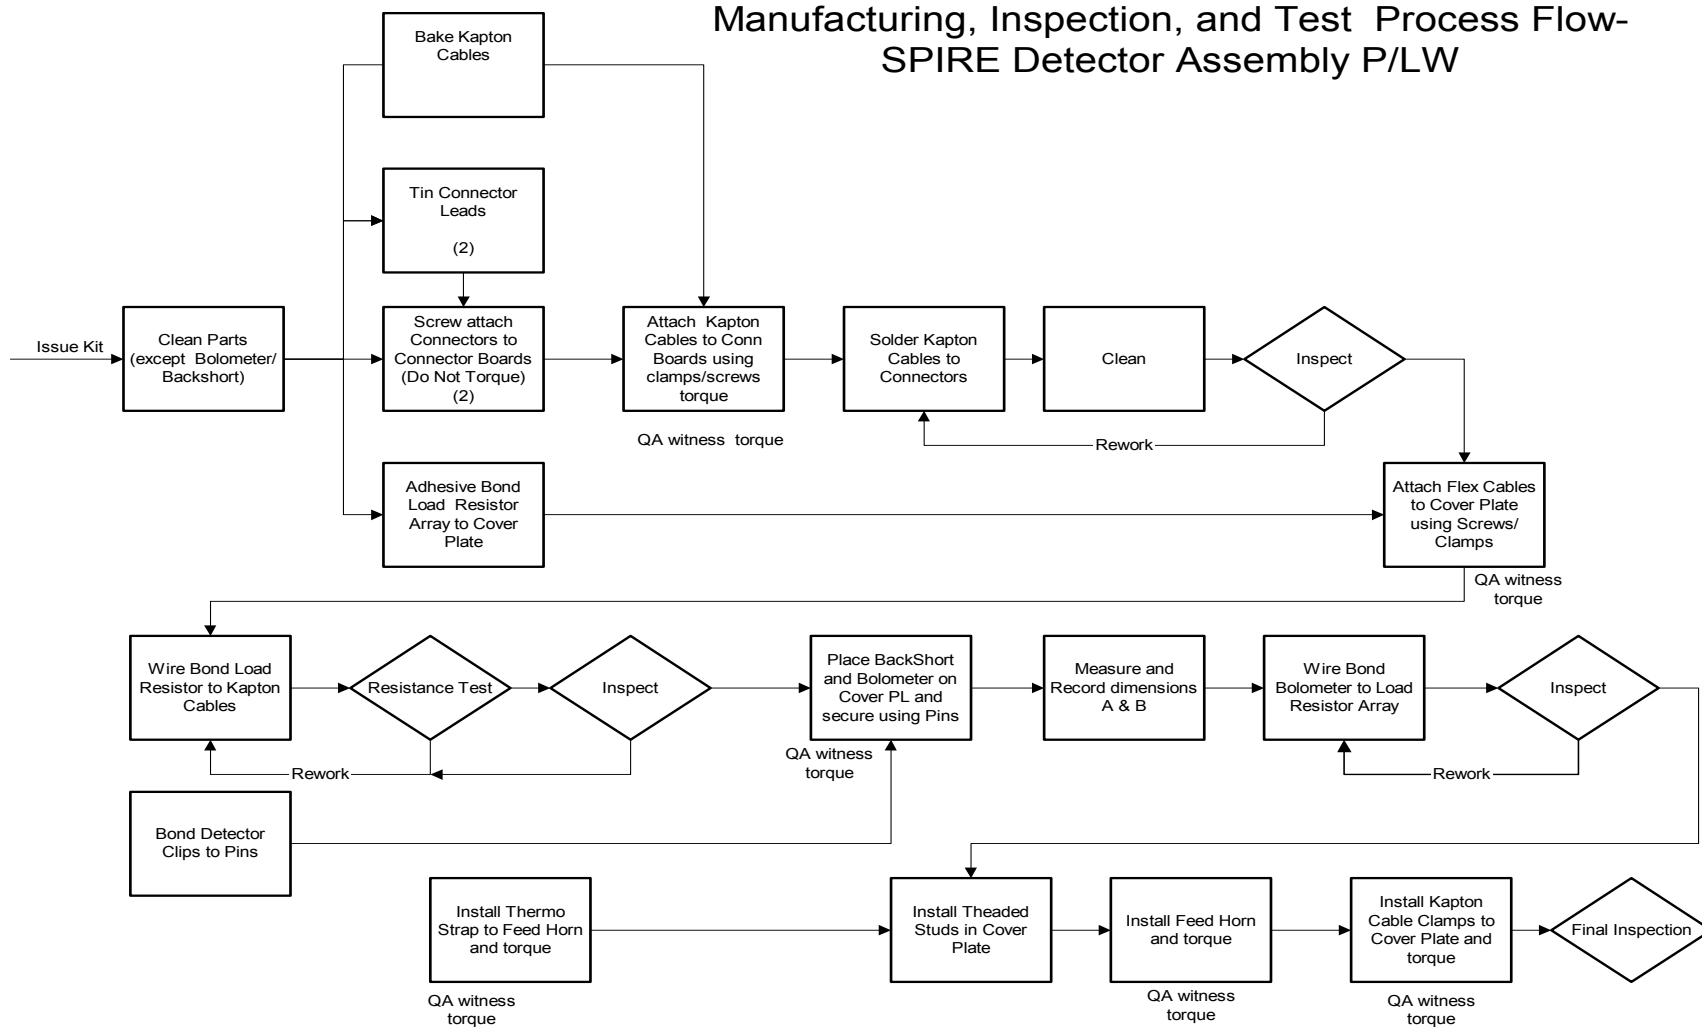 Manufacturing, Inspection, and Test Process Flow-
SPIRE Detector Assembly P/LW
Bake Kapton
Cables
Tin Connector
Leads
(2)
Issue Kit
Clean Parts
(except Bolometer/
Backshort)
Screw attach
Connectors to
Connector Boards
(Do Not Torque)
(2)
Attach Kapton
Cables to Conn
Boards using
clamps/screws
torque
QA witness torque
Solder Kapton
Cables to
Connectors
Clean
Inspect
Rework
Adhesive Bond
Load Resistor
Array to Cover
Plate
Attach Flex Cables
to Cover Plate
using Screws/
Clamps
QA witness
torque
Wire Bond Load
Resistor to Kapton
Cables
Resistance Test
Inspect
Rework
Place BackShort
and Bolometer on
Cover PL and
secure using Pins
QA witness
torque
Measure and
Record dimensions
A & B
Wire Bond
Bolometer to Load
Resistor Array
Inspect
Rework
Bond Detector
Clips to Pins
Install Thermo
Strap to Feed Horn
and torque
QA witness
torque
Install Theaded
Studs in Cover
Plate
Install Feed Horn
and torque
QA witness
torque
Install Kapton
Cable Clamps to
Cover Plate and
torque
QA witness
torque
Final Inspection